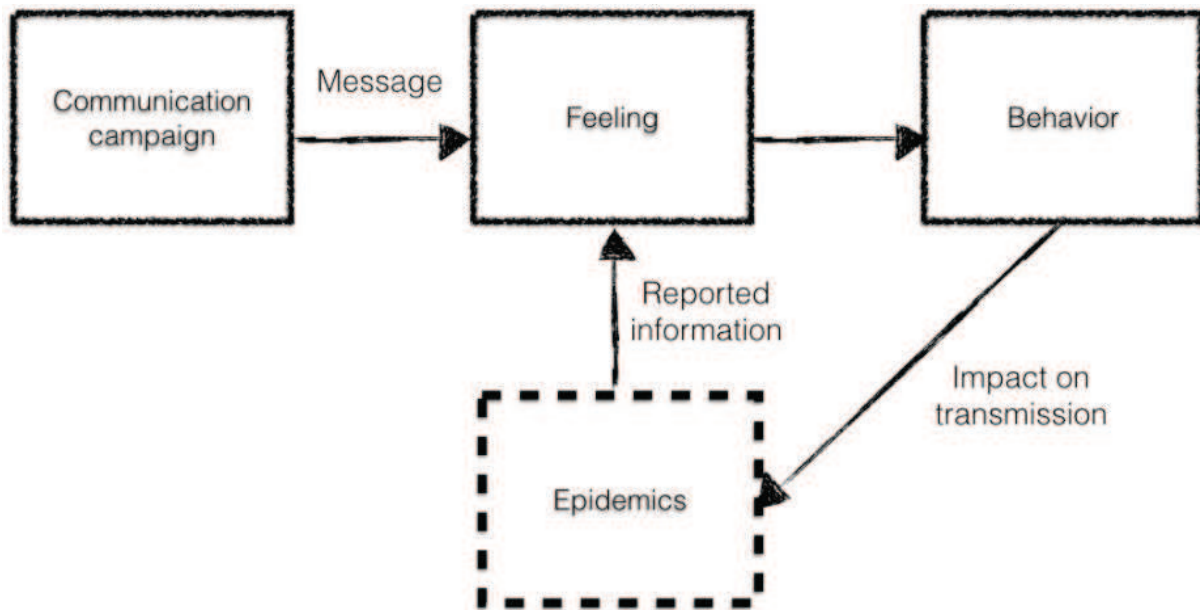 Communication
campaign
Message
Feeling
Behavior
Reported
information
Impact on
transmission
Epidemics